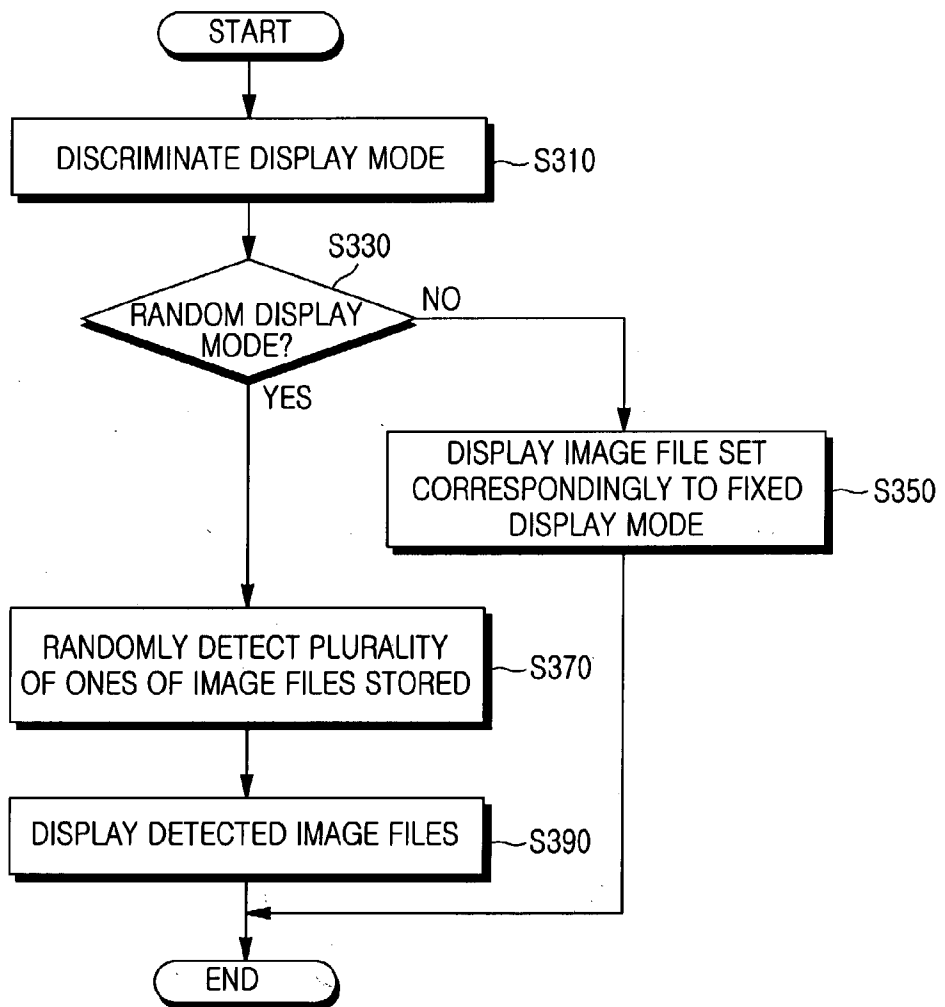 START
DISCRIMINATE DISPLAY MODE
S310
S330
RANDOM DISPLAY
MODE?
NO
YES
DISPLAY IMAGE FILE SET
CORRESPONDINGLY TO FIXED
DISPLAY MODE
S350
RANDOMLY DETECT PLURALITY
OF ONES OF IMAGE FILES STORED
S370
DISPLAY DETECTED IMAGE FILES
S390
END